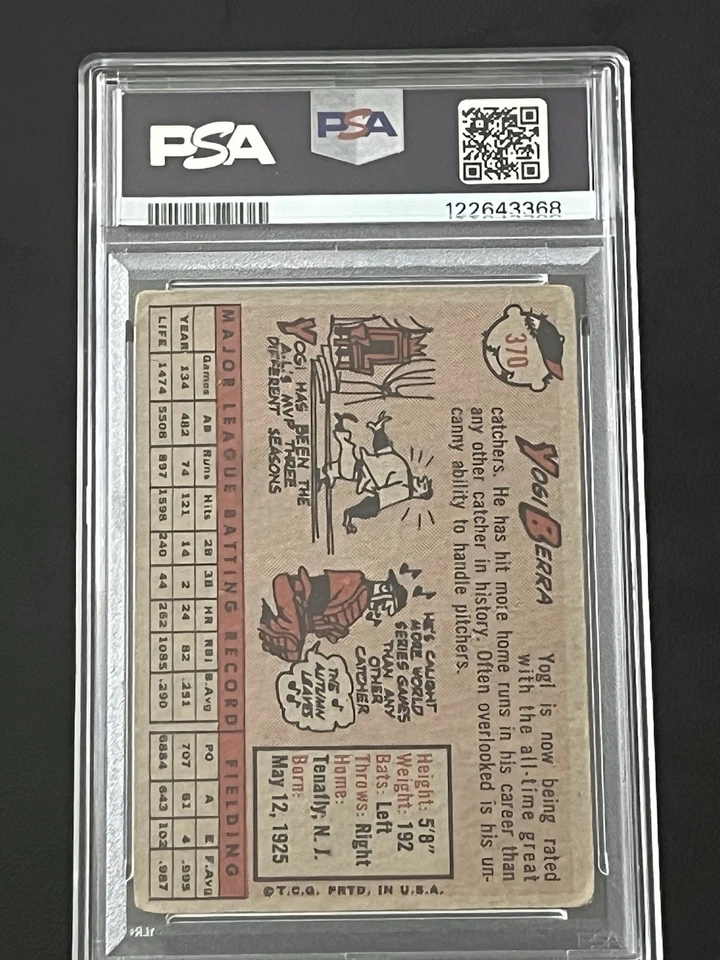 PSA
PSA
122643368
370
YOGI BERRA
Yogi is now being rated
with the all-time great
catchers. He has hit more home runs in his career than
any other catcher in history. Often overlooked is his un-
canny ability to handle pitchers.
YOGI HAS BEEN THE
A.L.'S MVP THREE
DIFFERENT SEASONS
HE'S CAUGHT
MORE WORLD
SERIES GAMES
THAN ANY
OTHER
CATCHER
THE
AUTUMN
LEAVES
Height: 5'8"
Weight: 192
Bats: Left
Throws: Right
Home:
Tenafly, N. J.
Born:
May 12, 1925
©T.C.G. PRTD. IN U.S.A.
MAJOR LEAGUE BATTING RECORD FIELDING
Games AB Runs Hits 2B 3B HR RBI B.Avg PO A E F.Avg
YEAR 134 482 74 121 14 2 24 82 .251 707 61 4 .995
LIFE 1474 5508 897 1598 240 44 262 1085 .290 6884 643 102 .987
PSA